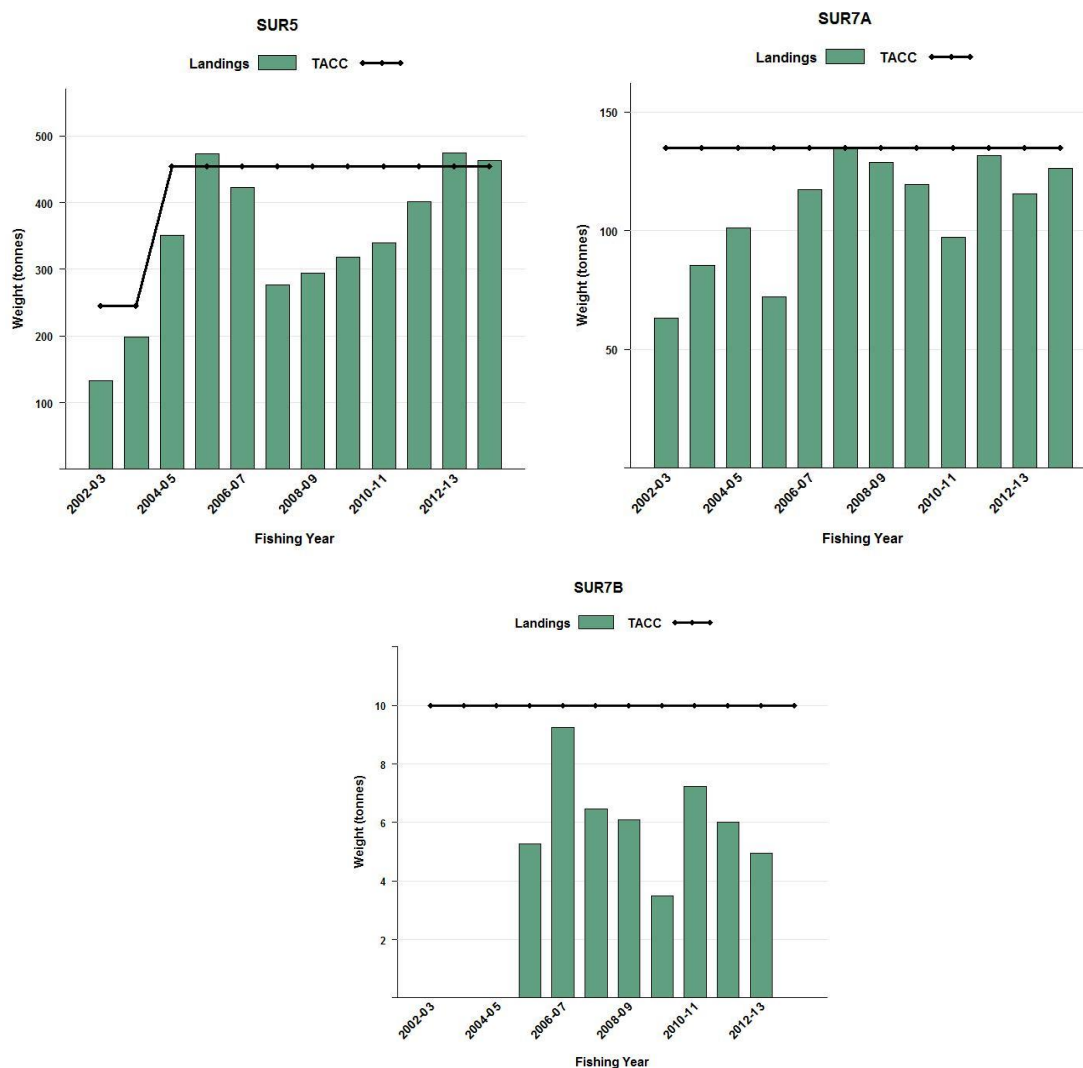 SUR5
Landings TACC
Weight (tonnes)
500
400
300
200
100
2002-03
2004-05
2006-07
2008-09
2010-11
2012-13
Fishing Year
SUR7A
Landings TACC
Weight (tonnes)
150
100
50
2002-03
2004-05
2006-07
2008-09
2010-11
2012-13
Fishing Year
SUR7B
Landings TACC
Weight (tonnes)
10
8
6
4
2
2002-03
2004-05
2006-07
2008-09
2010-11
2012-13
Fishing Year